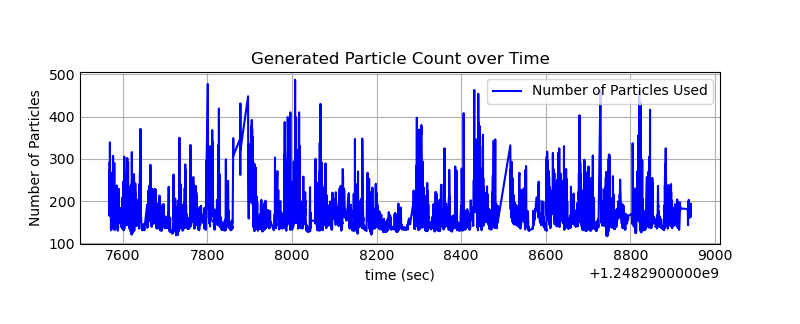 Generated Particle Count over Time
Number of Particles
500
400
300
200
100
Number of Particles Used
7600 7800 8000 8200 8400 8600 8800 9000
time (sec)
+1.2482900000e9